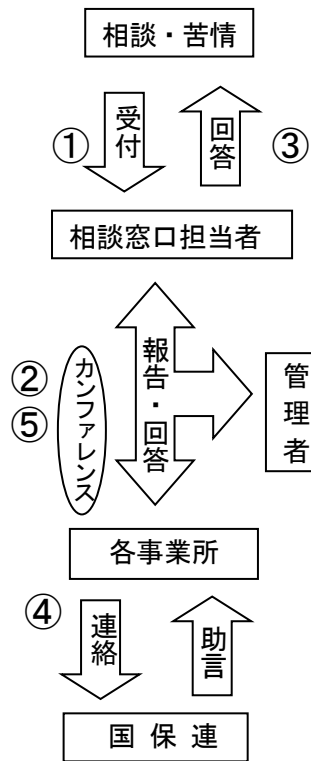 相談・苦情
①
受付
回答
③
相談窓口担当者
②
⑤
カンファレンス
報告・回答
管理者
各事業所
④
連絡
助言
国保連